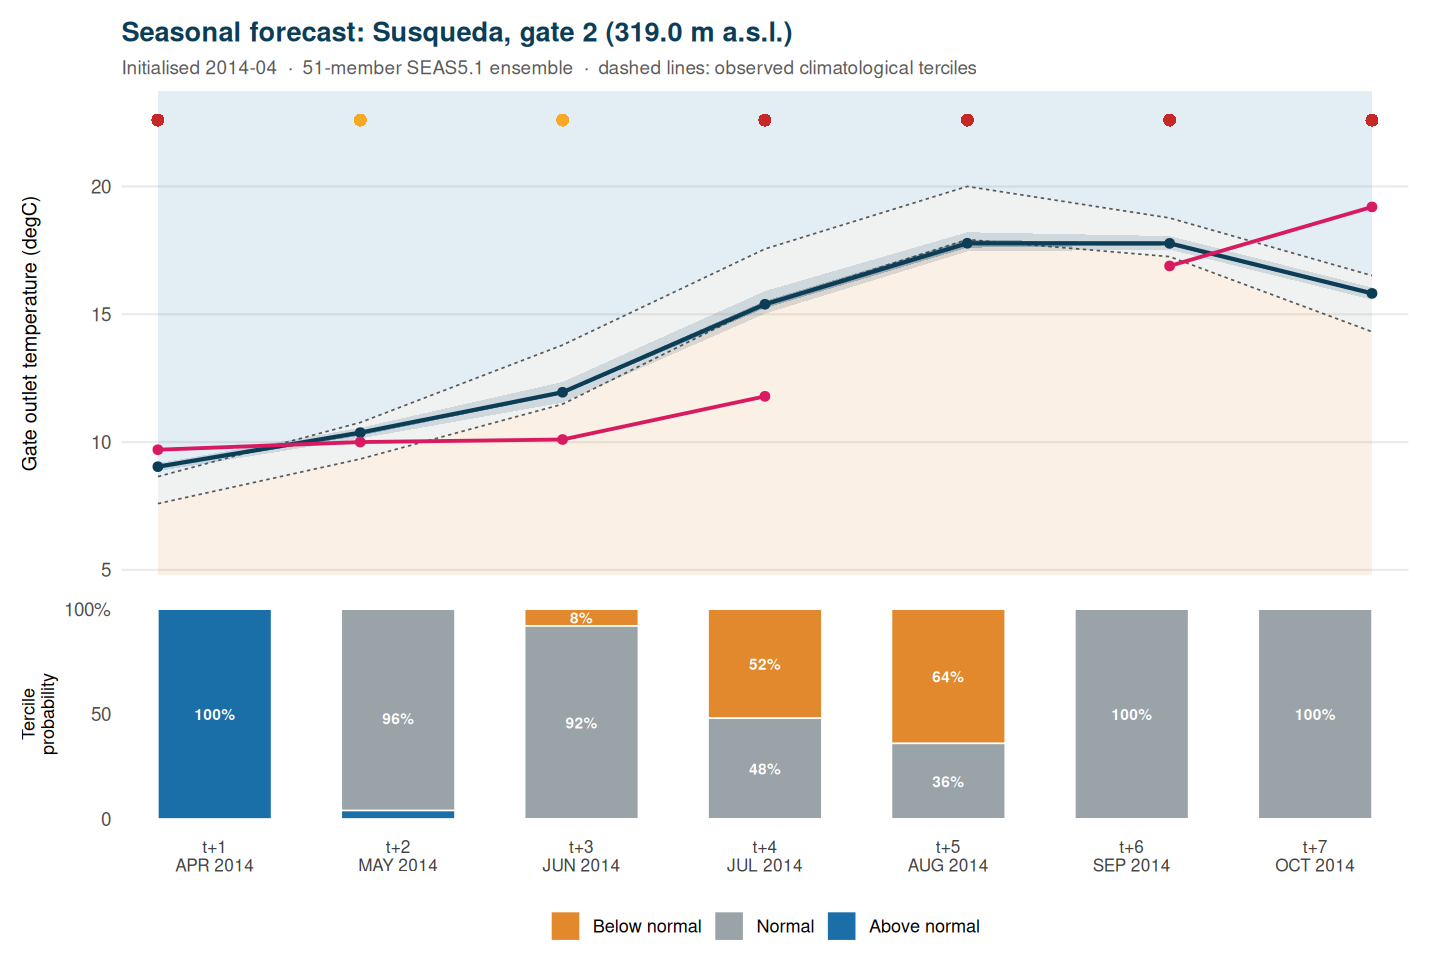 Seasonal forecast: Susqueda, gate 2 (319.0 m a.s.l.)
Initialised 2014-04 · 51-member SEAS5.1 ensemble · dashed lines: observed climatological terciles
Gate outlet temperature (degC)
20
15
10
5
Tercile
probability
100%
50
0
100%
96%
8%
92%
52%
48%
64%
36%
100%
100%
t+1
APR 2014
t+2
MAY 2014
t+3
JUN 2014
t+4
JUL 2014
t+5
AUG 2014
t+6
SEP 2014
t+7
OCT 2014
Below normal
Normal
Above normal